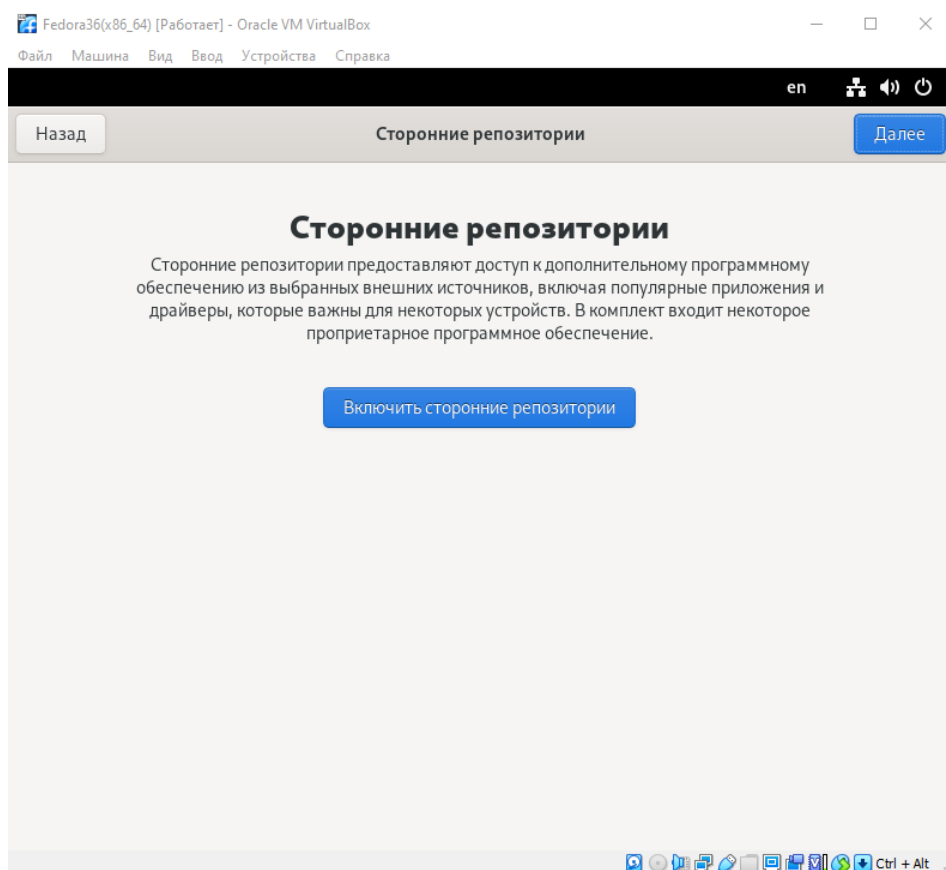 Fedora36(x86_64) [Работает] - Oracle VM VirtualBox
Файл Машина Вид Ввод Устройства Справка
en
Назад Сторонние репозитории Далее
Сторонние репозитории
Сторонние репозитории предоставляют доступ к дополнительному программному
обеспечению из выбранных внешних источников, включая популярные приложения и
драйверы, которые важны для некоторых устройств. В комплект входит некоторое
проприетарное программное обеспечение.
Включить сторонние репозитории
Ctrl + Alt